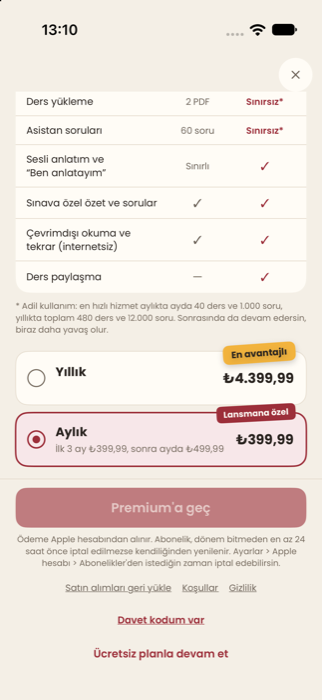 13:10
Ders yükleme 2 PDF Sınırsız*
Asistan soruları 60 soru Sınırsız*
Sesli anlatım ve
“Ben anlatayım” Sınırlı ✓
Sınava özel özet ve sorular ✓ ✓
Çevrimdışı okuma ve
tekrar (internetsiz) ✓ ✓
Ders paylaşma — ✓
* Adil kullanım: en hızlı hizmet aylıkta ayda 40 ders ve 1.000 soru,
yıllıkta toplam 480 ders ve 12.000 soru. Sonrasında da devam edersin,
biraz daha yavaş olur.
En avantajlı
Yıllık ₺4.399,99
Lansmana özel
Aylık ₺399,99
İlk 3 ay ₺399,99, sonra ayda ₺499,99
Premium'a geç
Ödeme Apple hesabından alınır. Abonelik, dönem bitmeden en az 24
saat önce iptal edilmezse kendiliğinden yenilenir. Ayarlar > Apple
hesabı > Abonelikler'den istediğin zaman iptal edebilirsin.
Satın alımları geri yükle Koşullar Gizlilik
Davet kodum var
Ücretsiz planla devam et